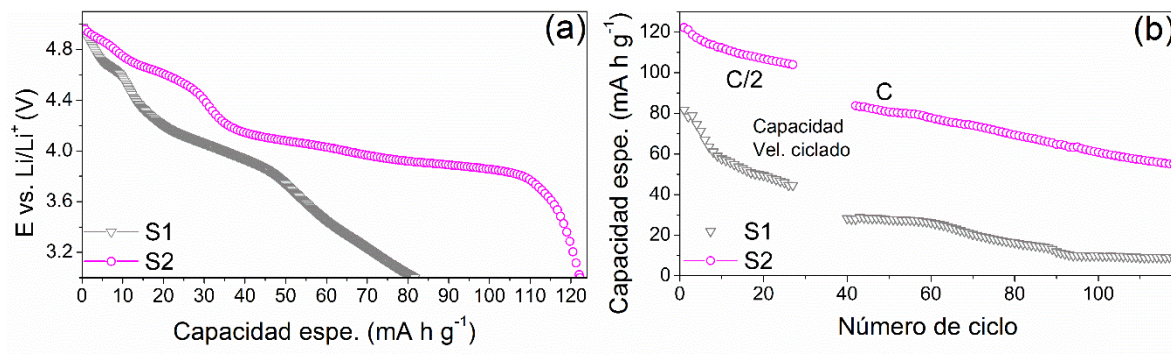 (a)
4.8
4.4
4.0
3.6
3.2
E vs. Li/Li⁺ (V)
S1
S2
0 10 20 30 40 50 60 70 80 90 100 110 120
Capacidad espe. (mA h g⁻¹)
(b)
120
100
80
60
40
20
0
Capacidad espe. (mA h g⁻¹)
C/2
C
Capacidad
Vel. ciclado
S1
S2
0 20 40 60 80 100
Número de ciclo